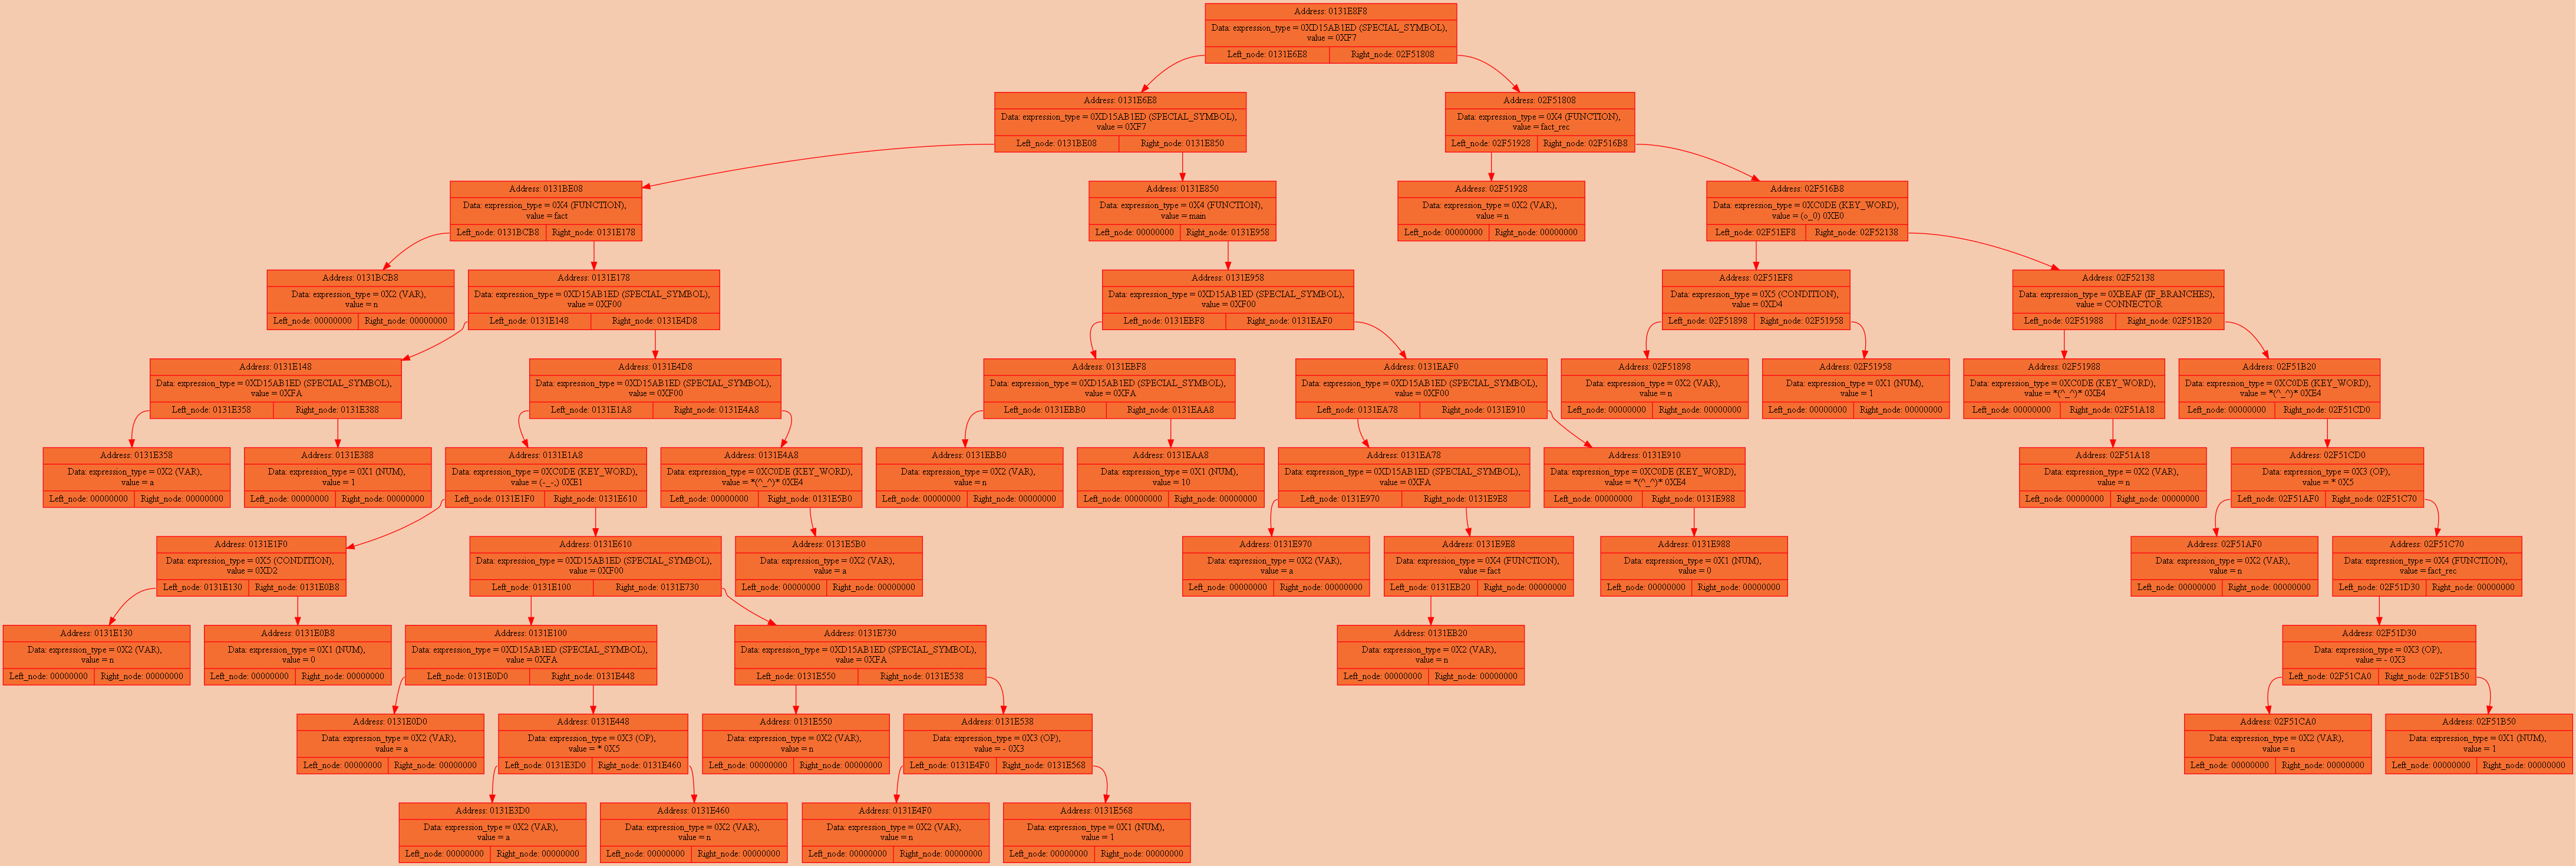 Address: 0131E8F8
Data: expression_type = 0XD15AB1ED (SPECIAL_SYMBOL),
value = 0XF7
Left_node: 0131E6E8
Right_node: 02F51808
Address: 0131E6E8
Data: expression_type = 0XD15AB1ED (SPECIAL_SYMBOL),
value = 0XF7
Left_node: 0131BE08
Right_node: 0131E850
Address: 02F51808
Data: expression_type = 0X4 (FUNCTION),
value = fact_rec
Left_node: 02F51928
Right_node: 02F516B8
Address: 0131BE08
Data: expression_type = 0X4 (FUNCTION),
value = fact
Left_node: 0131BCB8
Right_node: 0131E178
Address: 0131E850
Data: expression_type = 0X4 (FUNCTION),
value = main
Left_node: 00000000
Right_node: 0131E958
Address: 02F51928
Data: expression_type = 0X2 (VAR),
value = n
Left_node: 00000000
Right_node: 00000000
Address: 02F516B8
Data: expression_type = 0XC0DE (KEY_WORD),
value = (o_0) 0XE0
Left_node: 02F51EF8
Right_node: 02F52138
Address: 0131BCB8
Data: expression_type = 0X2 (VAR),
value = n
Left_node: 00000000
Right_node: 00000000
Address: 0131E178
Data: expression_type = 0XD15AB1ED (SPECIAL_SYMBOL),
value = 0XF00
Left_node: 0131E148
Right_node: 0131E4D8
Address: 0131E958
Data: expression_type = 0XD15AB1ED (SPECIAL_SYMBOL),
value = 0XF00
Left_node: 0131EBF8
Right_node: 0131EAF0
Address: 02F51EF8
Data: expression_type = 0X5 (CONDITION),
value = 0XD4
Left_node: 02F51898
Right_node: 02F51958
Address: 02F52138
Data: expression_type = 0XBEAF (IF_BRANCHES),
value = CONNECTOR
Left_node: 02F51988
Right_node: 02F51B20
Address: 0131E148
Data: expression_type = 0XD15AB1ED (SPECIAL_SYMBOL),
value = 0XFA
Left_node: 0131E358
Right_node: 0131E388
Address: 0131E4D8
Data: expression_type = 0XD15AB1ED (SPECIAL_SYMBOL),
value = 0XF00
Left_node: 0131E1A8
Right_node: 0131E4A8
Address: 0131EBF8
Data: expression_type = 0XD15AB1ED (SPECIAL_SYMBOL),
value = 0XFA
Left_node: 0131EBB0
Right_node: 0131EAA8
Address: 0131EAF0
Data: expression_type = 0XD15AB1ED (SPECIAL_SYMBOL),
value = 0XF00
Left_node: 0131EA78
Right_node: 0131E910
Address: 02F51898
Data: expression_type = 0X2 (VAR),
value = n
Left_node: 00000000
Right_node: 00000000
Address: 02F51958
Data: expression_type = 0X1 (NUM),
value = 1
Left_node: 00000000
Right_node: 00000000
Address: 02F51988
Data: expression_type = 0XC0DE (KEY_WORD),
value = *(^_^)* 0XE4
Left_node: 00000000
Right_node: 02F51A18
Address: 02F51B20
Data: expression_type = 0XC0DE (KEY_WORD),
value = *(^_^)* 0XE4
Left_node: 00000000
Right_node: 02F51CD0
Address: 0131E358
Data: expression_type = 0X2 (VAR),
value = a
Left_node: 00000000
Right_node: 00000000
Address: 0131E388
Data: expression_type = 0X1 (NUM),
value = 1
Left_node: 00000000
Right_node: 00000000
Address: 0131E1A8
Data: expression_type = 0XC0DE (KEY_WORD),
value = (-_-;) 0XE1
Left_node: 0131E1F0
Right_node: 0131E610
Address: 0131E4A8
Data: expression_type = 0XC0DE (KEY_WORD),
value = *(^_^)* 0XE4
Left_node: 00000000
Right_node: 0131E5B0
Address: 0131EBB0
Data: expression_type = 0X2 (VAR),
value = n
Left_node: 00000000
Right_node: 00000000
Address: 0131EAA8
Data: expression_type = 0X1 (NUM),
value = 10
Left_node: 00000000
Right_node: 00000000
Address: 0131EA78
Data: expression_type = 0XD15AB1ED (SPECIAL_SYMBOL),
value = 0XFA
Left_node: 0131E970
Right_node: 0131E9E8
Address: 0131E910
Data: expression_type = 0XC0DE (KEY_WORD),
value = *(^_^)* 0XE4
Left_node: 00000000
Right_node: 0131E988
Address: 02F51A18
Data: expression_type = 0X2 (VAR),
value = n
Left_node: 00000000
Right_node: 00000000
Address: 02F51CD0
Data: expression_type = 0X3 (OP),
value = * 0X5
Left_node: 02F51AF0
Right_node: 02F51C70
Address: 0131E1F0
Data: expression_type = 0X5 (CONDITION),
value = 0XD2
Left_node: 0131E130
Right_node: 0131E0B8
Address: 0131E610
Data: expression_type = 0XD15AB1ED (SPECIAL_SYMBOL),
value = 0XF00
Left_node: 0131E100
Right_node: 0131E730
Address: 0131E5B0
Data: expression_type = 0X2 (VAR),
value = a
Left_node: 00000000
Right_node: 00000000
Address: 0131E970
Data: expression_type = 0X2 (VAR),
value = a
Left_node: 00000000
Right_node: 00000000
Address: 0131E9E8
Data: expression_type = 0X4 (FUNCTION),
value = fact
Left_node: 0131EB20
Right_node: 00000000
Address: 0131E988
Data: expression_type = 0X1 (NUM),
value = 0
Left_node: 00000000
Right_node: 00000000
Address: 02F51AF0
Data: expression_type = 0X2 (VAR),
value = n
Left_node: 00000000
Right_node: 00000000
Address: 02F51C70
Data: expression_type = 0X4 (FUNCTION),
value = fact_rec
Left_node: 02F51D30
Right_node: 00000000
Address: 0131E130
Data: expression_type = 0X2 (VAR),
value = n
Left_node: 00000000
Right_node: 00000000
Address: 0131E0B8
Data: expression_type = 0X1 (NUM),
value = 0
Left_node: 00000000
Right_node: 00000000
Address: 0131E100
Data: expression_type = 0XD15AB1ED (SPECIAL_SYMBOL),
value = 0XFA
Left_node: 0131E0D0
Right_node: 0131E448
Address: 0131E730
Data: expression_type = 0XD15AB1ED (SPECIAL_SYMBOL),
value = 0XFA
Left_node: 0131E550
Right_node: 0131E538
Address: 0131EB20
Data: expression_type = 0X2 (VAR),
value = n
Left_node: 00000000
Right_node: 00000000
Address: 02F51D30
Data: expression_type = 0X3 (OP),
value = - 0X3
Left_node: 02F51CA0
Right_node: 02F51B50
Address: 0131E0D0
Data: expression_type = 0X2 (VAR),
value = a
Left_node: 00000000
Right_node: 00000000
Address: 0131E448
Data: expression_type = 0X3 (OP),
value = * 0X5
Left_node: 0131E3D0
Right_node: 0131E460
Address: 0131E550
Data: expression_type = 0X2 (VAR),
value = n
Left_node: 00000000
Right_node: 00000000
Address: 0131E538
Data: expression_type = 0X3 (OP),
value = - 0X3
Left_node: 0131E4F0
Right_node: 0131E568
Address: 02F51CA0
Data: expression_type = 0X2 (VAR),
value = n
Left_node: 00000000
Right_node: 00000000
Address: 02F51B50
Data: expression_type = 0X1 (NUM),
value = 1
Left_node: 00000000
Right_node: 00000000
Address: 0131E3D0
Data: expression_type = 0X2 (VAR),
value = a
Left_node: 00000000
Right_node: 00000000
Address: 0131E460
Data: expression_type = 0X2 (VAR),
value = n
Left_node: 00000000
Right_node: 00000000
Address: 0131E4F0
Data: expression_type = 0X2 (VAR),
value = n
Left_node: 00000000
Right_node: 00000000
Address: 0131E568
Data: expression_type = 0X1 (NUM),
value = 1
Left_node: 00000000
Right_node: 00000000